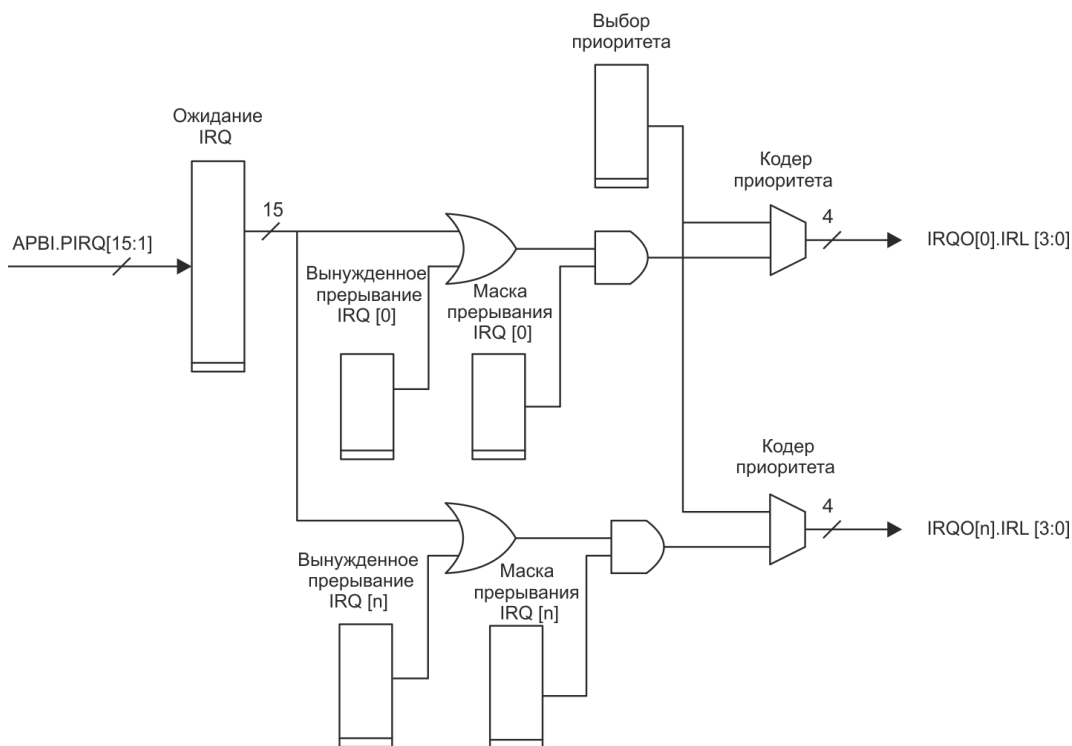 Выбор
приоритета
Ожидание
IRQ
Кодер
приоритета
15
4
APBI.PIRQ[15:1]
IRQO[0].IRL [3:0]
Вынужденное
прерывание
IRQ [0]
Маска
прерывания
IRQ [0]
Кодер
приоритета
4
IRQO[n].IRL [3:0]
Вынужденное
прерывание
IRQ [n]
Маска
прерывания
IRQ [n]